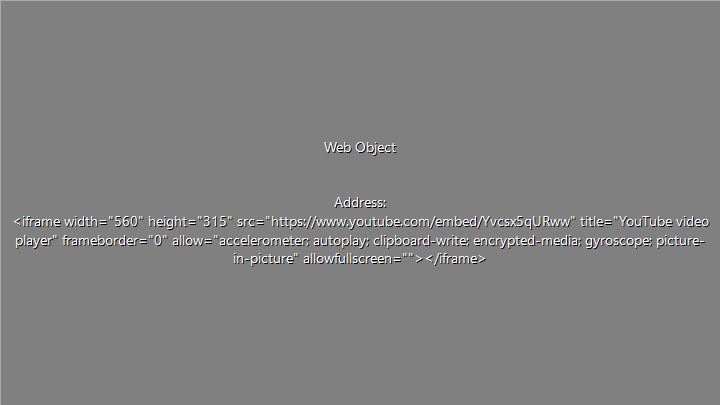 Web Object
Address:
<iframe width="560" height="315" src="https://www.youtube.com/embed/Yvcsx5qURww" title="YouTube video
player" frameborder="0" allow="accelerometer; autoplay; clipboard-write; encrypted-media; gyroscope; picture-
in-picture" allowfullscreen=""></iframe>